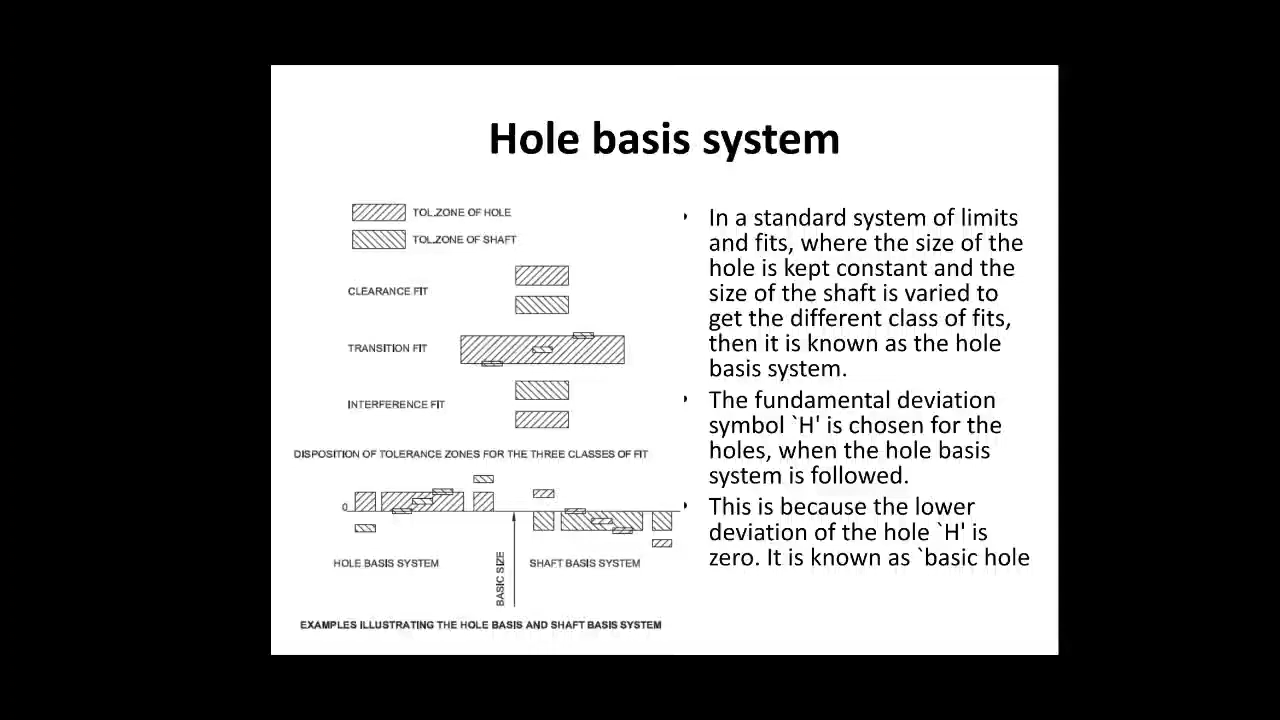 Hole basis system
TOL.ZONE OF HOLE
TOL.ZONE OF SHAFT
CLEARANCE FIT
TRANSITION FIT
INTERFERENCE FIT
DISPOSITION OF TOLERANCE ZONES FOR THE THREE CLASSES OF FIT
0
HOLE BASIS SYSTEM
BASIC SIZE
SHAFT BASIS SYSTEM
EXAMPLES ILLUSTRATING THE HOLE BASIS AND SHAFT BASIS SYSTEM
• In a standard system of limits
and fits, where the size of the
hole is kept constant and the
size of the shaft is varied to
get the different class of fits,
then it is known as the hole
basis system.
• The fundamental deviation
symbol `H' is chosen for the
holes, when the hole basis
system is followed.
• This is because the lower
deviation of the hole `H' is
zero. It is known as `basic hole